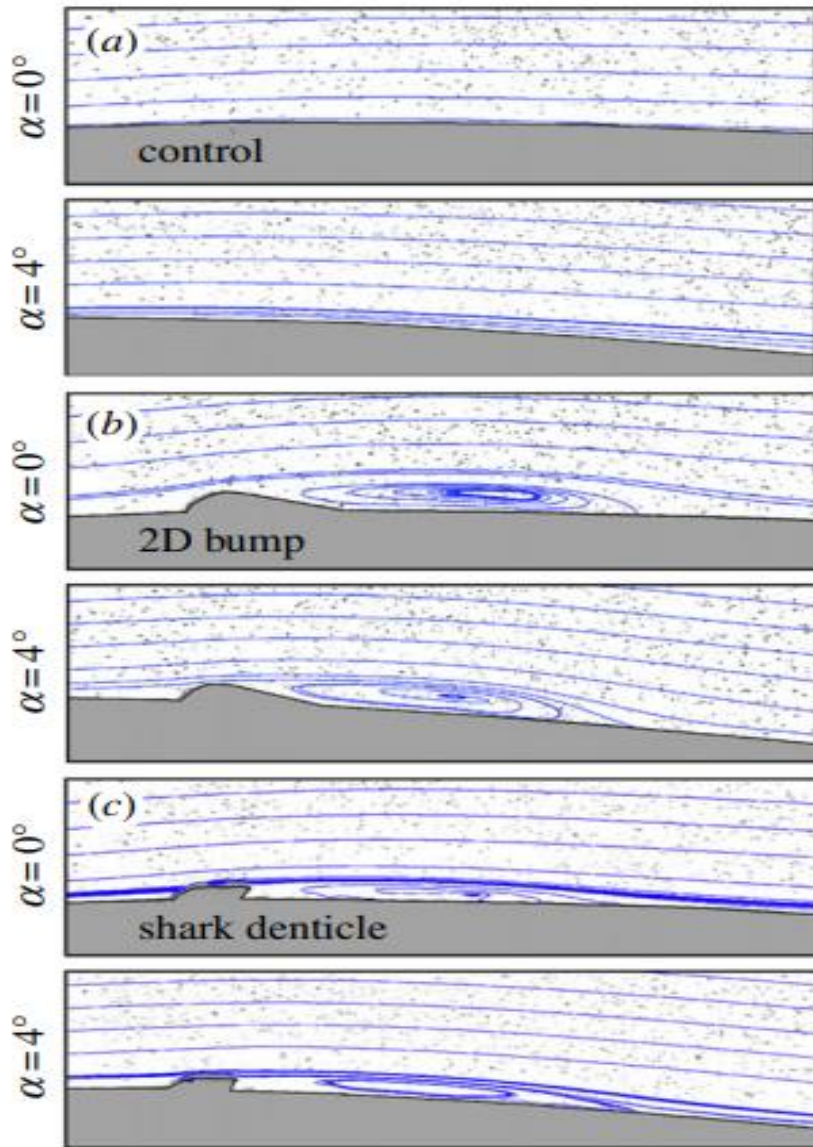 (a)
α=0°
control
α=4°
(b)
α=0°
2D bump
α=4°
(c)
α=0°
shark denticle
α=4°